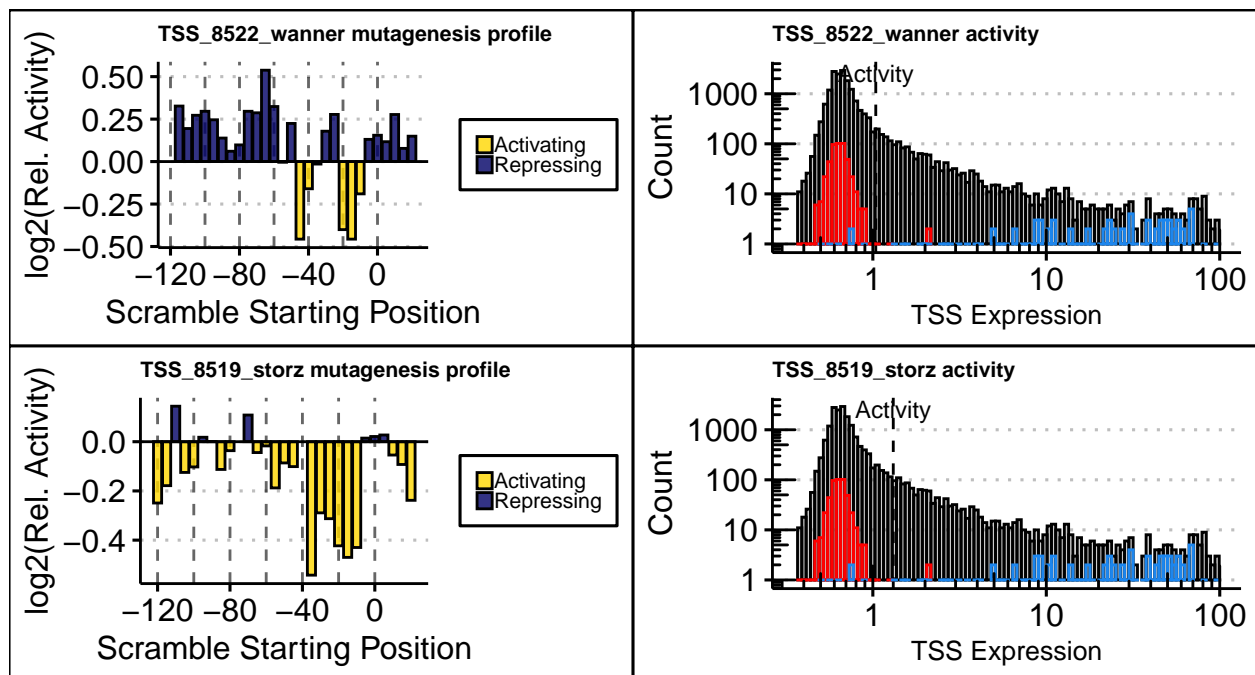 TSS_8522_wanner mutagenesis profile
log2(Rel. Activity)
0.50
0.25
0.00
−0.25
−0.50
−120 −80 −40 0
Scramble Starting Position
Activating
Repressing
TSS_8522_wanner activity
Activity
Count
1000
100
10
1
1 10 100
TSS Expression
TSS_8519_storz mutagenesis profile
log2(Rel. Activity)
0.0
−0.2
−0.4
−120 −80 −40 0
Scramble Starting Position
Activating
Repressing
TSS_8519_storz activity
Activity
Count
1000
100
10
1
1 10 100
TSS Expression